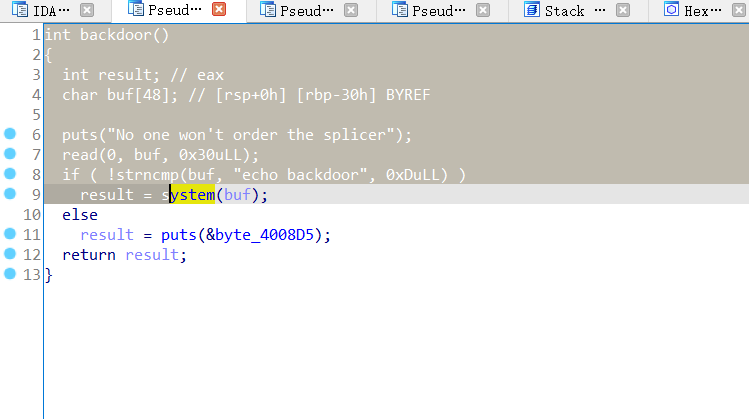 IDA··· Pseud··· Pseud··· Pseud··· Stack ··· Hex···
1 int backdoor()
2 {
3   int result; // eax
4   char buf[48]; // [rsp+0h] [rbp-30h] BYREF
5
6   puts("No one won't order the splicer");
7   read(0, buf, 0x30uLL);
8   if ( !strncmp(buf, "echo backdoor", 0xDuLL) )
9     result = system(buf);
10   else
11     result = puts(&byte_4008D5);
12   return result;
13 }